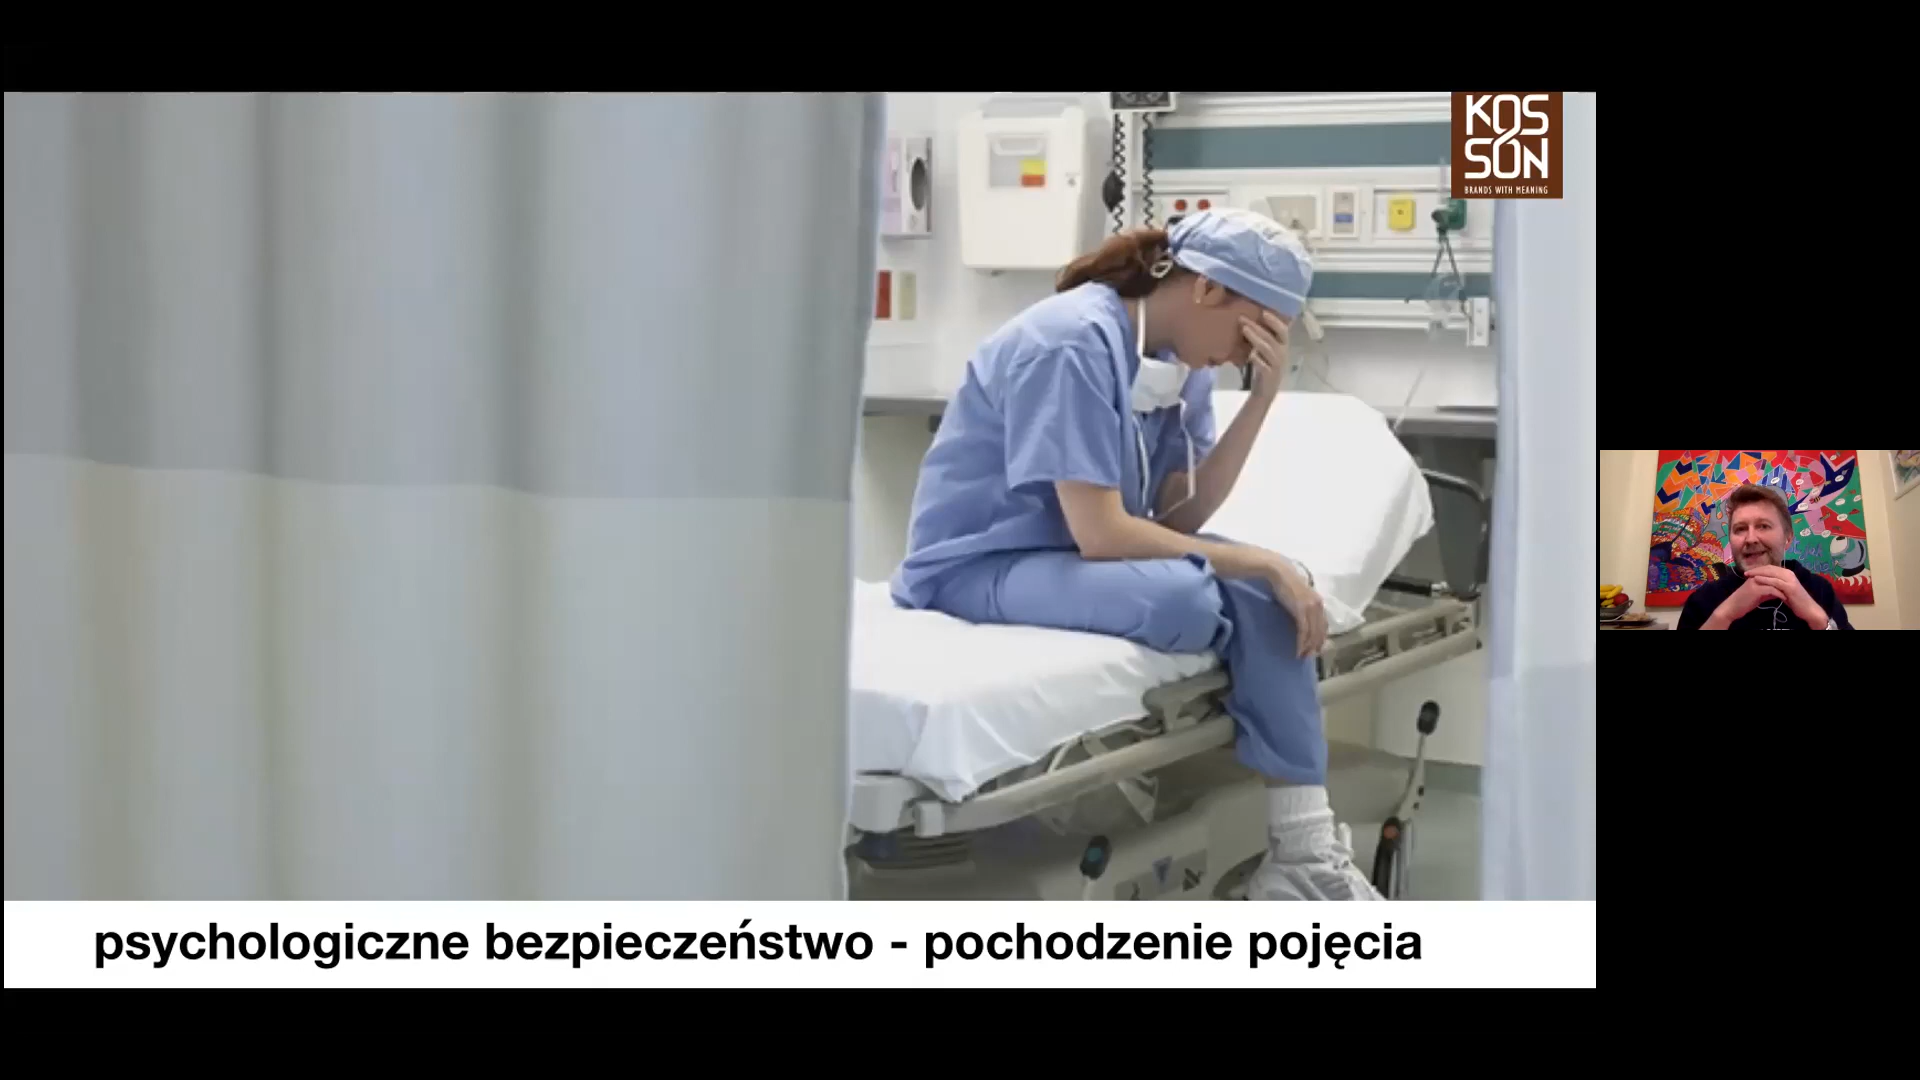 KOS
SON
BRANDS WITH MEANING
psychologiczne bezpieczeństwo - pochodzenie pojęcia